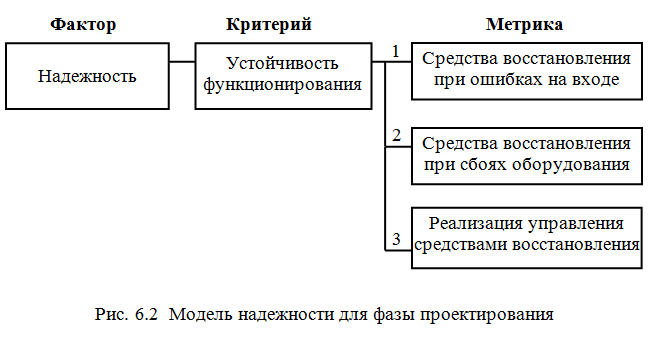 Фактор Критерий Метрика
Надежность
Устойчивость
функционирования
1
Средства восстановления
при ошибках на входе
2
Средства восстановления
при сбоях оборудования
3
Реализация управления
средствами восстановления
Рис. 6.2 Модель надежности для фазы проектирования